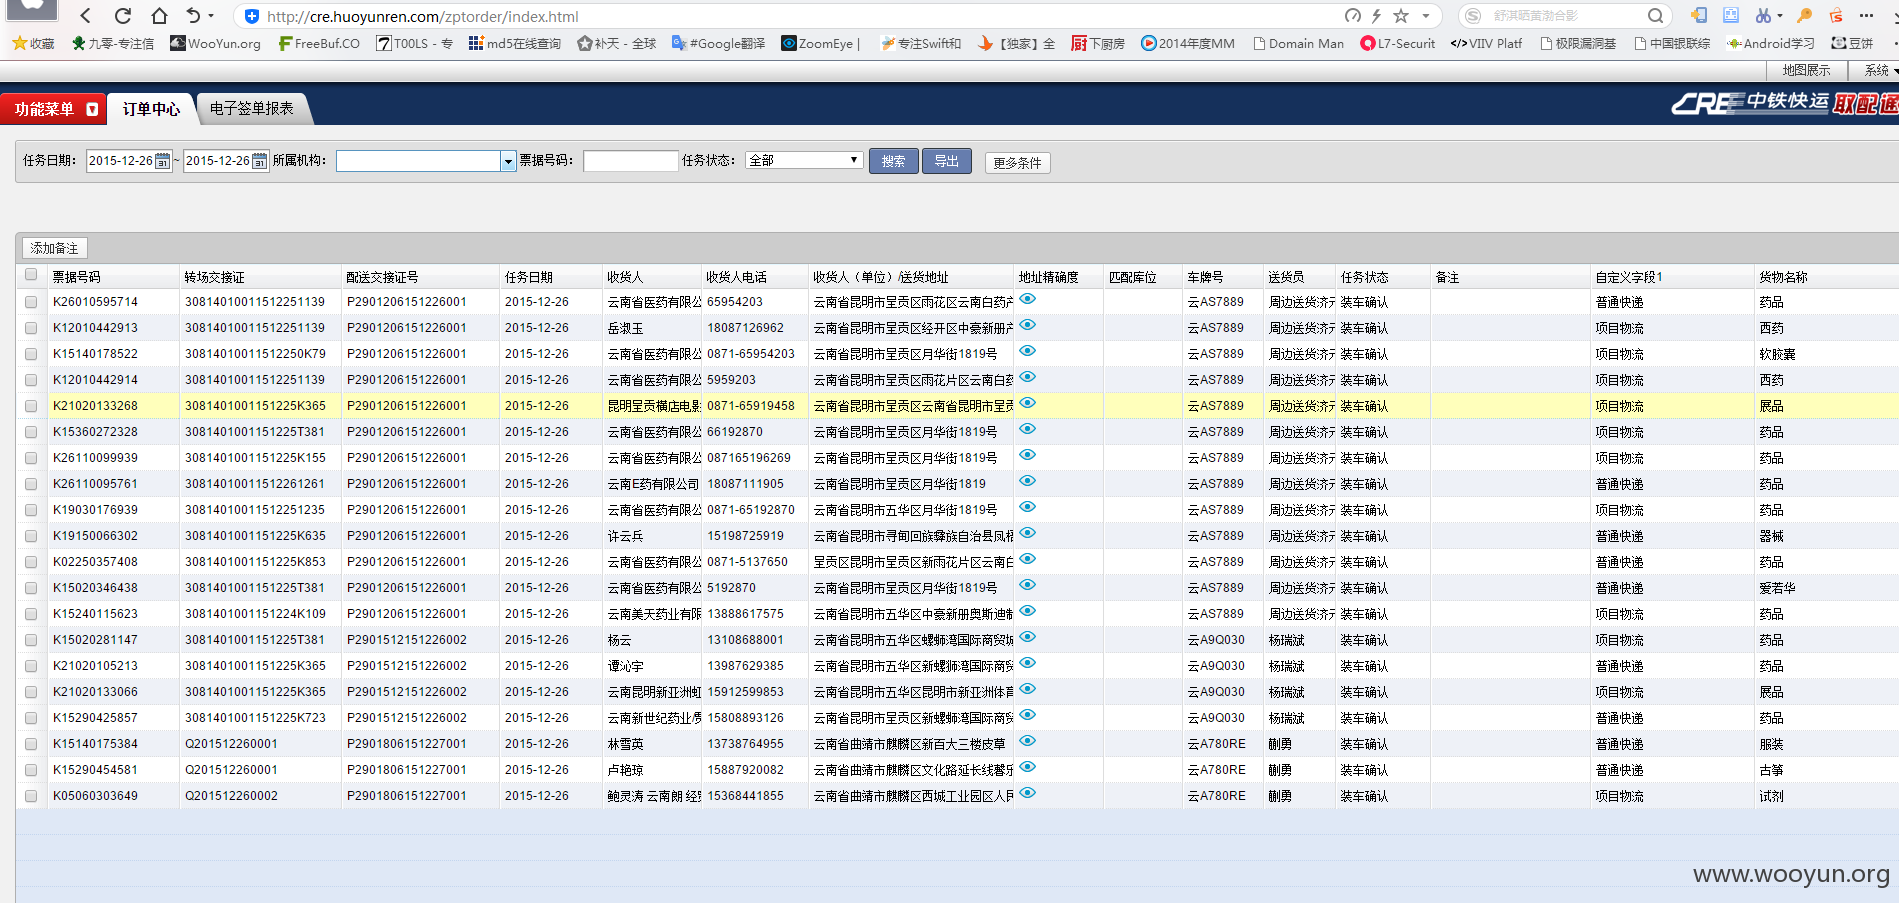 http://cre.huoyunren.com/zptorder/index.html 舒淇晒黄渤合影
收藏 九零-专注信 WooYun.org FreeBuf.CO T00LS - 专 md5在线查询 补天 - 全球 #Google翻译 ZoomEye | 专注Swift和 【独家】全 下厨房 2014年度MM Domain Man L7-Securit VIIV Platf 极限漏洞基 中国银联综 Android学习 豆饼
地图展示 系统
功能菜单 订单中心 电子签单报表 CRE 中铁快运 取配通
任务日期： 2015-12-26 ~ 2015-12-26 所属机构： 票据号码： 任务状态： 全部 搜索 导出 更多条件
添加备注
票据号码 转场交接证 配送交接证号 任务日期 收货人 收货人电话 收货人（单位）/送货地址 地址精确度 匹配库位 车牌号 送货员 任务状态 备注 自定义字段1 货物名称
K26010595714 30814010011512251139 P2901206151226001 2015-12-26 云南省医药有限公 65954203 云南省昆明市呈贡区雨花区云南白药产 云AS7889 周边送货济元 装车确认 普通快递 药品
K12010442913 30814010011512251139 P2901206151226001 2015-12-26 岳淑玉 18087126962 云南省昆明市呈贡区经开区中豪新册产 云AS7889 周边送货济元 装车确认 项目物流 西药
K15140178522 30814010011512250K79 P2901206151226001 2015-12-26 云南省医药有限公 0871-65954203 云南省昆明市呈贡区月华街1819号 云AS7889 周边送货济元 装车确认 项目物流 软胶囊
K12010442914 30814010011512251139 P2901206151226001 2015-12-26 云南省医药有限公 5959203 云南省昆明市呈贡区雨花片区云南白药 云AS7889 周边送货济元 装车确认 项目物流 西药
K21020133268 3081401001151225K365 P2901206151226001 2015-12-26 昆明呈贡横店电影 0871-65919458 云南省昆明市呈贡区云南省昆明市呈贡 云AS7889 周边送货济元 装车确认 项目物流 展品
K15360272328 3081401001151225T381 P2901206151226001 2015-12-26 云南省医药有限公 66192870 云南省昆明市呈贡区月华街1819号 云AS7889 周边送货济元 装车确认 项目物流 药品
K26110099939 3081401001151225K155 P2901206151226001 2015-12-26 云南省医药有限公 087165196269 云南省昆明市呈贡区月华街1819号 云AS7889 周边送货济元 装车确认 项目物流 药品
K26110095761 30814010011512261261 P2901206151226001 2015-12-26 云南E药有限公司 18087111905 云南省昆明市呈贡区月华街1819 云AS7889 周边送货济元 装车确认 普通快递 药品
K19030176939 30814010011512251235 P2901206151226001 2015-12-26 云南省医药有限公 0871-65192870 云南省昆明市五华区月华街1819号 云AS7889 周边送货济元 装车确认 项目物流 药品
K19150066302 3081401001151225K635 P2901206151226001 2015-12-26 许云兵 15198725919 云南省昆明市寻甸回族彝族自治县凤梧 云AS7889 周边送货济元 装车确认 普通快递 器械
K02250357408 3081401001151225K853 P2901206151226001 2015-12-26 云南省医药有限公 0871-5137650 呈贡区昆明市呈贡区新雨花片区云南白 云AS7889 周边送货济元 装车确认 普通快递 药品
K15020346438 3081401001151225T381 P2901206151226001 2015-12-26 云南省医药有限公 5192870 云南省昆明市呈贡区月华街1819号 云AS7889 周边送货济元 装车确认 普通快递 爱若华
K15240115623 3081401001151224K109 P2901206151226001 2015-12-26 云南美天药业有限 13888617575 云南省昆明市五华区中豪新册奥斯迪制 云AS7889 周边送货济元 装车确认 项目物流 药品
K15020281147 3081401001151225T381 P2901512151226002 2015-12-26 杨云 13108688001 云南省昆明市五华区螺蛳湾国际商贸城 云A9Q030 杨瑞斌 装车确认 项目物流 药品
K21020105213 3081401001151225K365 P2901512151226002 2015-12-26 谭沁宇 13987629385 云南省昆明市五华区新螺狮湾国际商贸 云A9Q030 杨瑞斌 装车确认 普通快递 药品
K21020133066 3081401001151225K365 P2901512151226002 2015-12-26 云南昆明新亚洲虹 15912599853 云南省昆明市五华区昆明市新亚洲体育 云A9Q030 杨瑞斌 装车确认 项目物流 展品
K15290425857 3081401001151225K723 P2901512151226002 2015-12-26 云南新世纪药业/贾 15808893126 云南省昆明市呈贡区新螺蛳湾国际商贸 云A9Q030 杨瑞斌 装车确认 普通快递 药品
K15140175384 Q201512260001 P2901806151227001 2015-12-26 林雪英 13738764955 云南省曲靖市麒麟区新百大三楼皮草 云A780RE 蒯勇 装车确认 普通快递 服装
K15290454581 Q201512260001 P2901806151227001 2015-12-26 卢艳琼 15887920082 云南省曲靖市麒麟区文化路延长线馨乐 云A780RE 蒯勇 装车确认 普通快递 古筝
K05060303649 Q201512260002 P2901806151227001 2015-12-26 鲍灵涛 云南朗 经 15368441855 云南省曲靖市麒麟区西城工业园区人民 云A780RE 蒯勇 装车确认 项目物流 试剂
www.wooyun.org